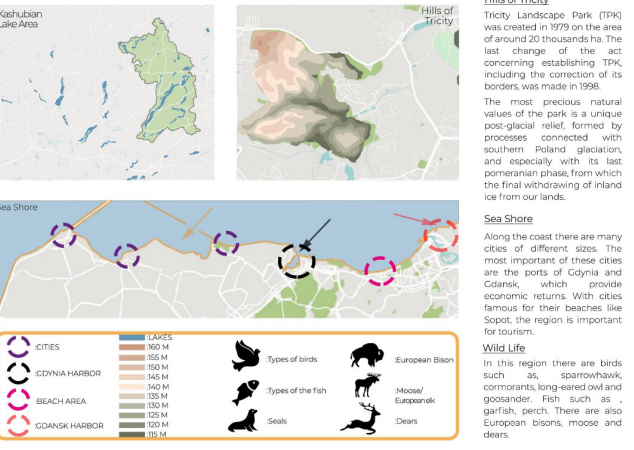 Kashubian
Lake Area
Hills of
Tricity
Hills of Tricity
Tricity Landscape Park (TPK)
was created in 1979 on the area
of around 20 thousands ha. The
last change of the act
concerning establishing TPK,
including the correction of its
borders, was made in 1998.
The most precious natural
values of the park is a unique
post-glacial relief, formed by
processes connected with
southern Poland glaciation,
and especially with its last
pomeranian phase, from which
the final withdrawing of inland
ice from our lands.
Sea Shore
Sea Shore
Along the coast there are many
cities of different sizes. The
most important of these cities
are the ports of Gdynia and
Gdansk, which provide
economic returns. With cities
famous for their beaches like
Sopot, the region is important
for tourism.
Wild Life
In this region there are birds
such as, sparrowhawk,
cormorants, long-eared owl and
goosander. Fish such as ,
garfish, perch. There are also
European bisons, moose and
dears.
:CITIES
:GDYNIA HARBOR
:BEACH AREA
:GDANSK HARBOR
:LAKES
:160 M
:155 M
:150 M
:145 M
:140 M
:135 M
:130 M
:125 M
:120 M
:115 M
:Types of birds
:Types of the fish
:Seals
:European Bison
:Moose/
European elk
:Dears